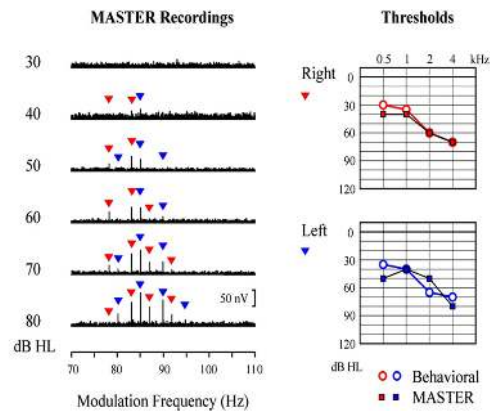 MASTER Recordings
30
40
50
60
70
80
dB HL
50 nV
70 80 90 100 110
Modulation Frequency (Hz)
Thresholds
0.5 1 2 4 kHz
Right
0
30
60
90
120
Left
0
30
60
90
120
dB HL
Behavioral
MASTER